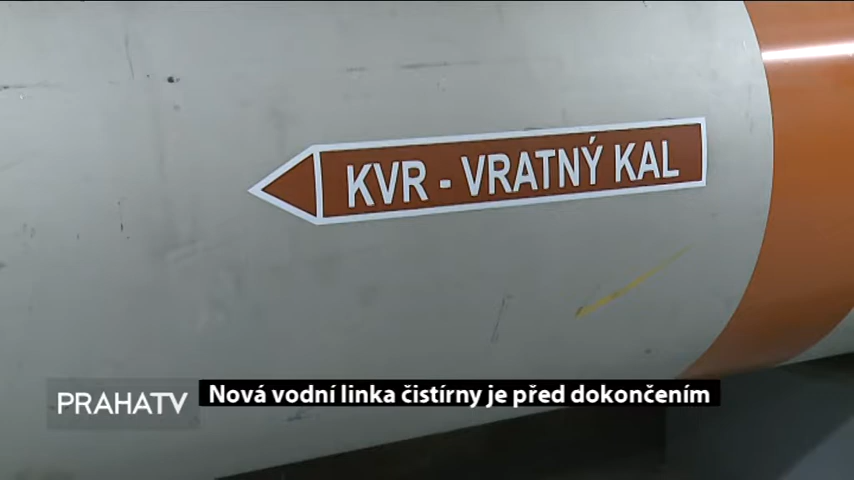 KVR - VRATNÝ KAL
PRAHATV
Nová vodní linka čistírny je před dokončením